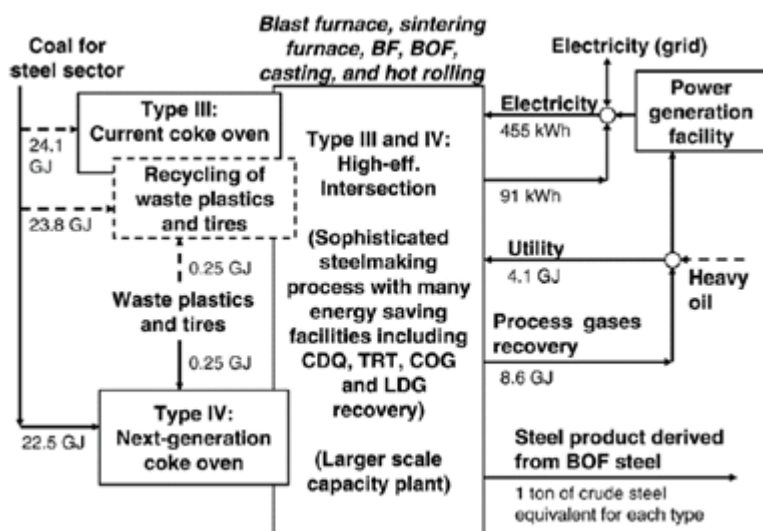 Coal for
steel sector
Blast furnace, sintering
furnace, BF, BOF,
casting, and hot rolling
Electricity (grid)
Type III:
Current coke oven
24.1
GJ
Recycling of
waste plastics
and tires
23.8 GJ
0.25 GJ
Waste plastics
and tires
0.25 GJ
Type IV:
Next-generation
coke oven
22.5 GJ
Type III and IV:
High-eff.
Intersection
(Sophisticated
steelmaking
process with many
energy saving
facilities including
CDQ, TRT, COG
and LDG
recovery)
(Larger scale
capacity plant)
Electricity
455 kWh
Power
generation
facility
91 kWh
Utility
4.1 GJ
Heavy
oil
Process gases
recovery
8.6 GJ
Steel product derived
from BOF steel
1 ton of crude steel
equivalent for each type